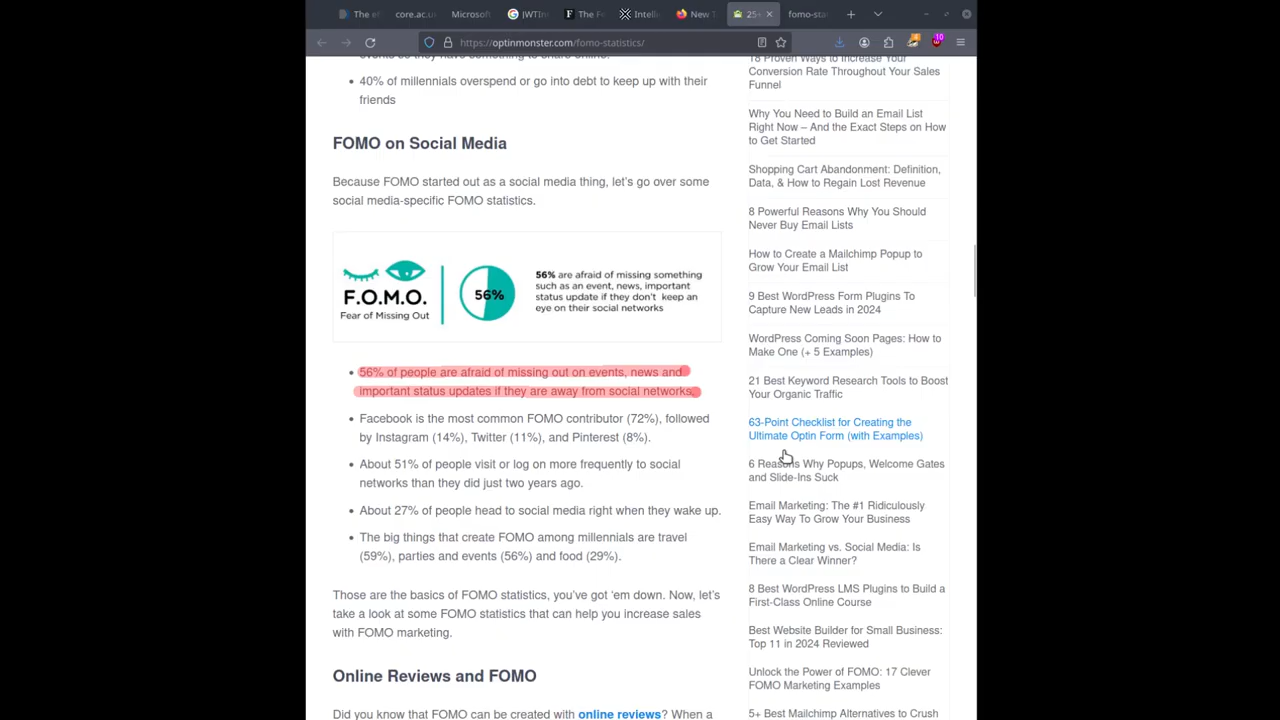 The e
core.ac.u
Microsoft
(WTIn
The Fo
Intelli
New T
25+
fomo-stat
https://optinmonster.com/fomo-statistics/
10
40% of millennials overspend or go into debt to keep up with their
friends
FOMO on Social Media
Because FOMO started out as a social media thing, let's go over some
social media-specific FOMO statistics.
F.O.M.O.
Fear of Missing Out
56%
56% are afraid of missing something
such as an event, news, important
status update if they don't keep an
eye on their social networks
56% of people are afraid of missing out on events, news and
important status updates if they are away from social networks.
Facebook is the most common FOMO contributor (72%), followed
by Instagram (14%), Twitter (11%), and Pinterest (8%).
About 51% of people visit or log on more frequently to social
networks than they did just two years ago.
About 27% of people head to social media right when they wake up.
The big things that create FOMO among millennials are travel
(59%), parties and events (56%) and food (29%).
Those are the basics of FOMO statistics, you've got 'em down. Now, let's
take a look at some FOMO statistics that can help you increase sales
with FOMO marketing.
Online Reviews and FOMO
Did you know that FOMO can be created with online reviews? When a
18 Proven Ways to Increase Your
Conversion Rate Throughout Your Sales
Funnel
Why You Need to Build an Email List
Right Now – And the Exact Steps on How
to Get Started
Shopping Cart Abandonment: Definition,
Data, & How to Regain Lost Revenue
8 Powerful Reasons Why You Should
Never Buy Email Lists
How to Create a Mailchimp Popup to
Grow Your Email List
9 Best WordPress Form Plugins To
Capture New Leads in 2024
WordPress Coming Soon Pages: How to
Make One (+ 5 Examples)
21 Best Keyword Research Tools to Boost
Your Organic Traffic
63-Point Checklist for Creating the
Ultimate Optin Form (with Examples)
6 Reasons Why Popups, Welcome Gates
and Slide-Ins Suck
Email Marketing: The #1 Ridiculously
Easy Way To Grow Your Business
Email Marketing vs. Social Media: Is
There a Clear Winner?
8 Best WordPress LMS Plugins to Build a
First-Class Online Course
Best Website Builder for Small Business:
Top 11 in 2024 Reviewed
Unlock the Power of FOMO: 17 Clever
FOMO Marketing Examples
5+ Best Mailchimp Alternatives to Crush